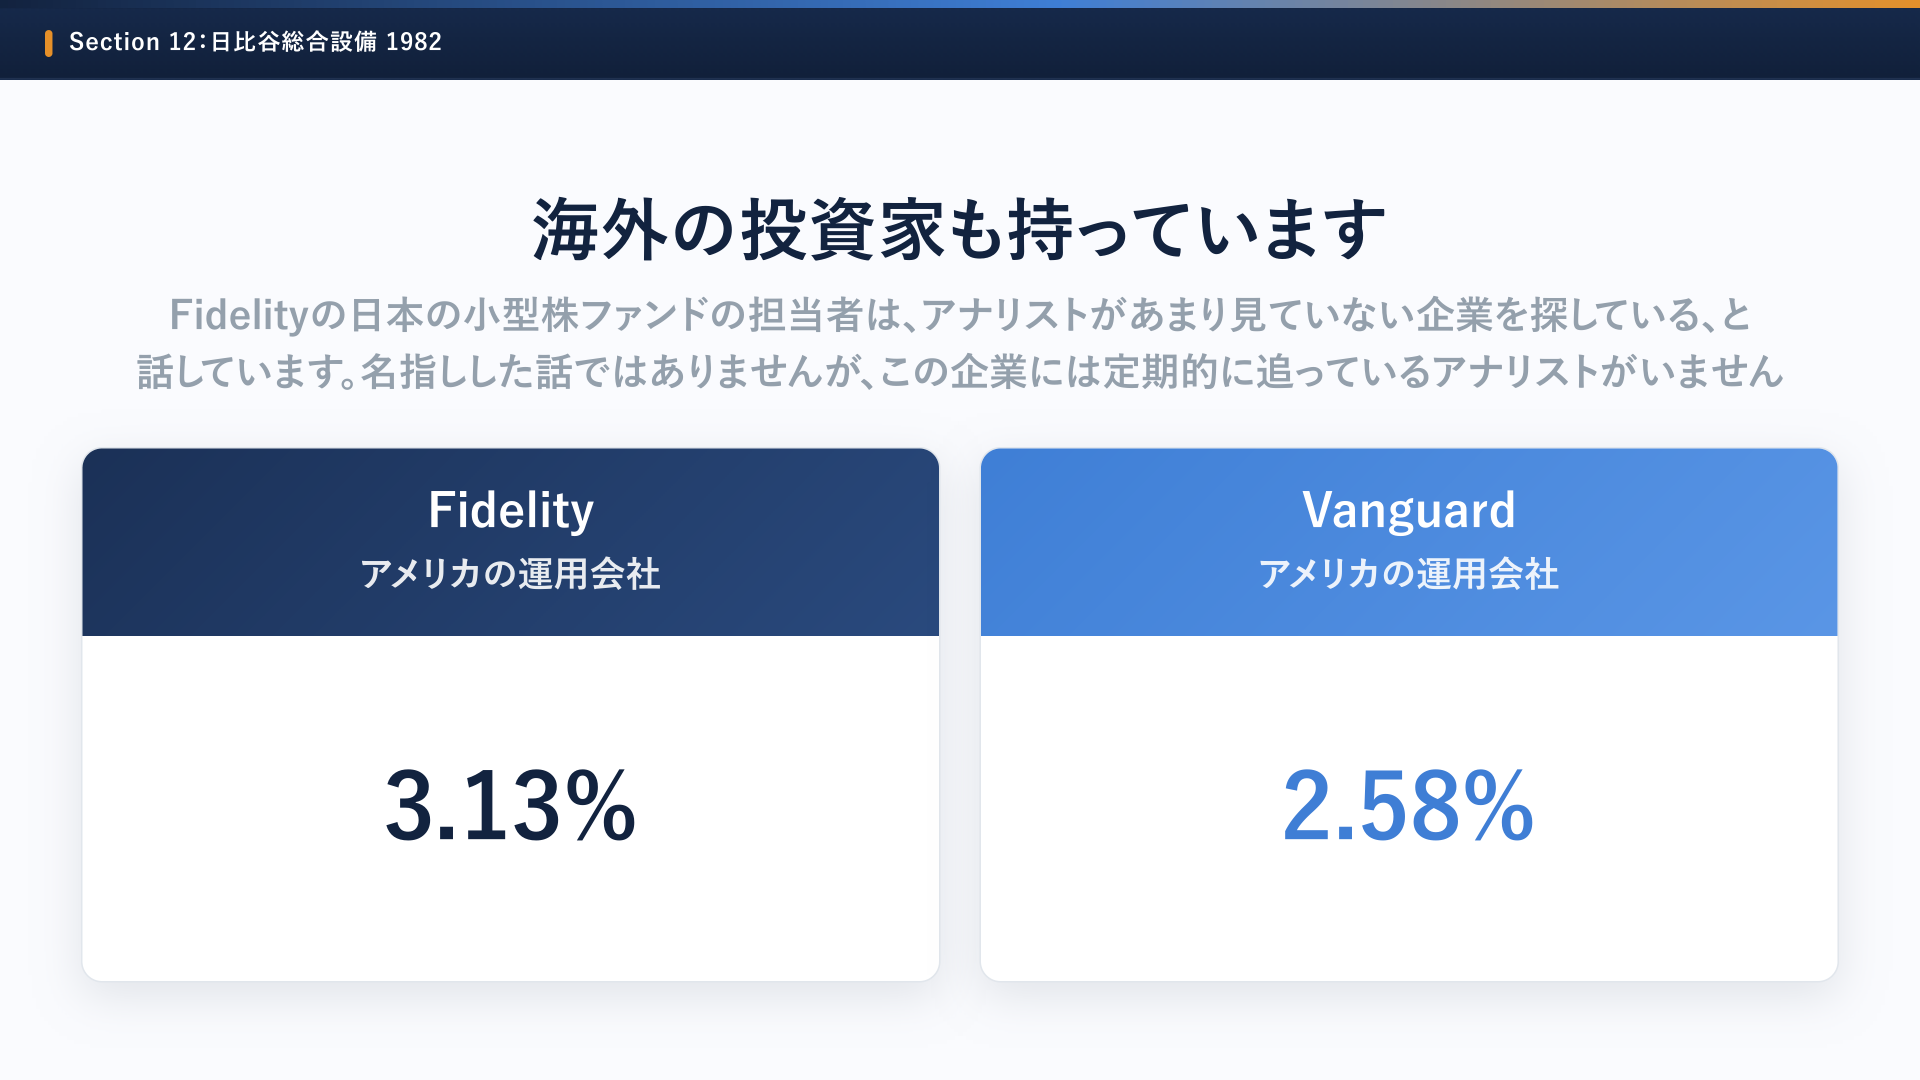 Section 12：日比谷総合設備 1982
海外の投資家も持っています
Fidelityの日本の小型株ファンドの担当者は、アナリストがあまり見ていない企業を探している、と
話しています。名指しした話ではありませんが、この企業には定期的に追っているアナリストがいません
Fidelity
アメリカの運用会社
3.13%
Vanguard
アメリカの運用会社
2.58%